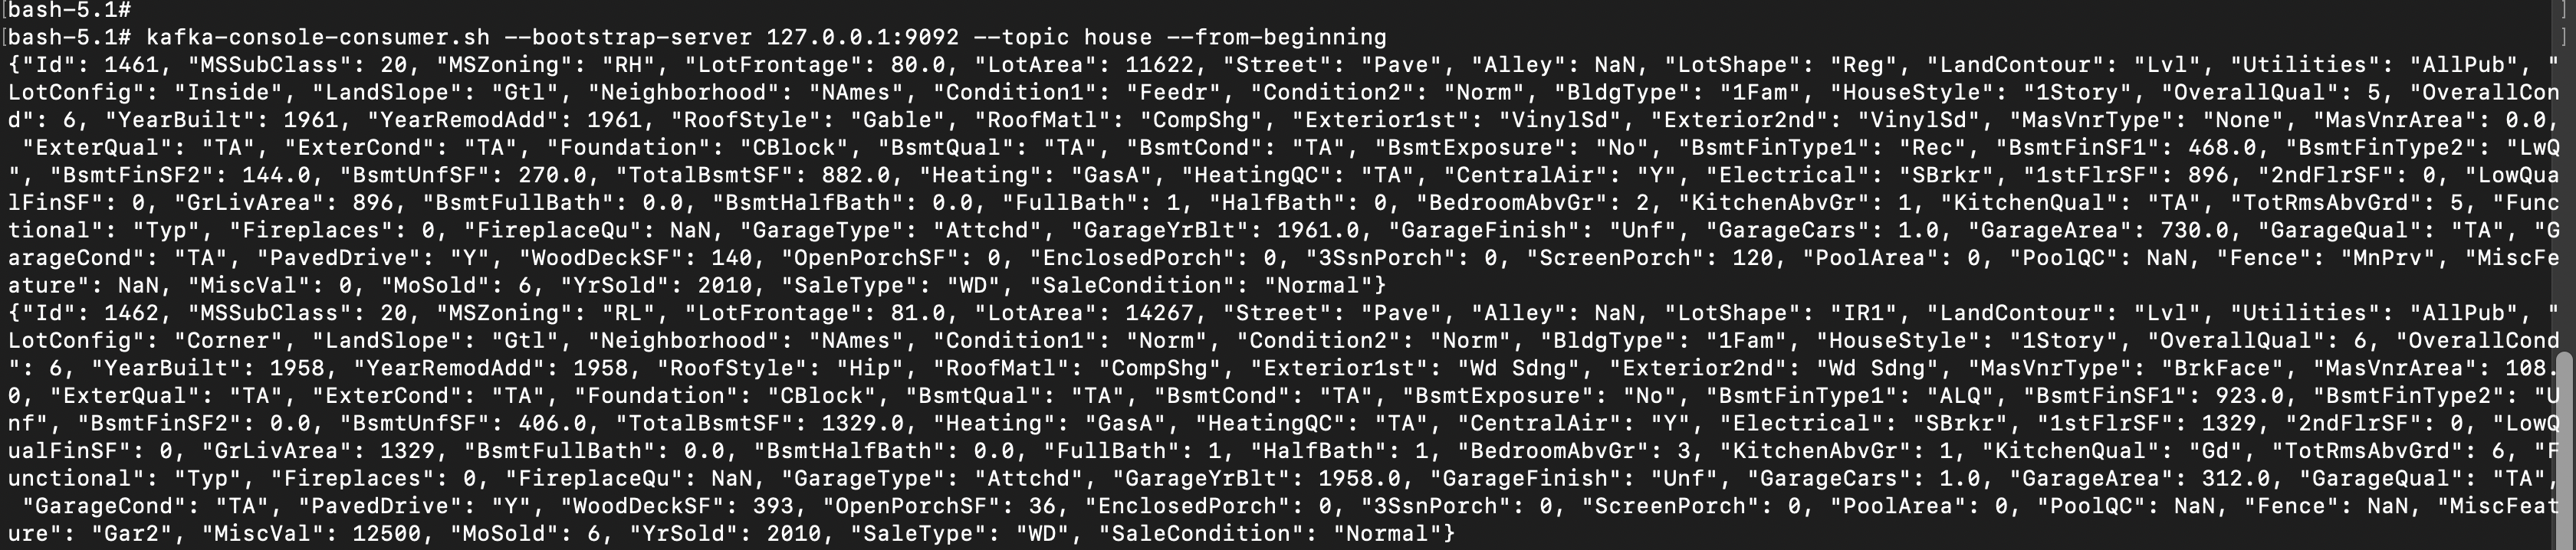 [bash-5.1# ]
[bash-5.1# kafka-console-consumer.sh --bootstrap-server 127.0.0.1:9092 --topic house --from-beginning ]
{"Id": 1461, "MSSubClass": 20, "MSZoning": "RH", "LotFrontage": 80.0, "LotArea": 11622, "Street": "Pave", "Alley": NaN, "LotShape": "Reg", "LandContour": "Lvl", "Utilities": "AllPub", "
LotConfig": "Inside", "LandSlope": "Gtl", "Neighborhood": "NAmes", "Condition1": "Feedr", "Condition2": "Norm", "BldgType": "1Fam", "HouseStyle": "1Story", "OverallQual": 5, "OverallCon
d": 6, "YearBuilt": 1961, "YearRemodAdd": 1961, "RoofStyle": "Gable", "RoofMatl": "CompShg", "Exterior1st": "VinylSd", "Exterior2nd": "VinylSd", "MasVnrType": "None", "MasVnrArea": 0.0,
 "ExterQual": "TA", "ExterCond": "TA", "Foundation": "CBlock", "BsmtQual": "TA", "BsmtCond": "TA", "BsmtExposure": "No", "BsmtFinType1": "Rec", "BsmtFinSF1": 468.0, "BsmtFinType2": "LwQ
", "BsmtFinSF2": 144.0, "BsmtUnfSF": 270.0, "TotalBsmtSF": 882.0, "Heating": "GasA", "HeatingQC": "TA", "CentralAir": "Y", "Electrical": "SBrkr", "1stFlrSF": 896, "2ndFlrSF": 0, "LowQua
lFinSF": 0, "GrLivArea": 896, "BsmtFullBath": 0.0, "BsmtHalfBath": 0.0, "FullBath": 1, "HalfBath": 0, "BedroomAbvGr": 2, "KitchenAbvGr": 1, "KitchenQual": "TA", "TotRmsAbvGrd": 5, "Func
tional": "Typ", "Fireplaces": 0, "FireplaceQu": NaN, "GarageType": "Attchd", "GarageYrBlt": 1961.0, "GarageFinish": "Unf", "GarageCars": 1.0, "GarageArea": 730.0, "GarageQual": "TA", "G
arageCond": "TA", "PavedDrive": "Y", "WoodDeckSF": 140, "OpenPorchSF": 0, "EnclosedPorch": 0, "3SsnPorch": 0, "ScreenPorch": 120, "PoolArea": 0, "PoolQC": NaN, "Fence": "MnPrv", "MiscFe
ature": NaN, "MiscVal": 0, "MoSold": 6, "YrSold": 2010, "SaleType": "WD", "SaleCondition": "Normal"}
{"Id": 1462, "MSSubClass": 20, "MSZoning": "RL", "LotFrontage": 81.0, "LotArea": 14267, "Street": "Pave", "Alley": NaN, "LotShape": "IR1", "LandContour": "Lvl", "Utilities": "AllPub", "
LotConfig": "Corner", "LandSlope": "Gtl", "Neighborhood": "NAmes", "Condition1": "Norm", "Condition2": "Norm", "BldgType": "1Fam", "HouseStyle": "1Story", "OverallQual": 6, "OverallCond
": 6, "YearBuilt": 1958, "YearRemodAdd": 1958, "RoofStyle": "Hip", "RoofMatl": "CompShg", "Exterior1st": "Wd Sdng", "Exterior2nd": "Wd Sdng", "MasVnrType": "BrkFace", "MasVnrArea": 108.
0, "ExterQual": "TA", "ExterCond": "TA", "Foundation": "CBlock", "BsmtQual": "TA", "BsmtCond": "TA", "BsmtExposure": "No", "BsmtFinType1": "ALQ", "BsmtFinSF1": 923.0, "BsmtFinType2": "U
nf", "BsmtFinSF2": 0.0, "BsmtUnfSF": 406.0, "TotalBsmtSF": 1329.0, "Heating": "GasA", "HeatingQC": "TA", "CentralAir": "Y", "Electrical": "SBrkr", "1stFlrSF": 1329, "2ndFlrSF": 0, "LowQ
ualFinSF": 0, "GrLivArea": 1329, "BsmtFullBath": 0.0, "BsmtHalfBath": 0.0, "FullBath": 1, "HalfBath": 1, "BedroomAbvGr": 3, "KitchenAbvGr": 1, "KitchenQual": "Gd", "TotRmsAbvGrd": 6, "F
unctional": "Typ", "Fireplaces": 0, "FireplaceQu": NaN, "GarageType": "Attchd", "GarageYrBlt": 1958.0, "GarageFinish": "Unf", "GarageCars": 1.0, "GarageArea": 312.0, "GarageQual": "TA",
 "GarageCond": "TA", "PavedDrive": "Y", "WoodDeckSF": 393, "OpenPorchSF": 36, "EnclosedPorch": 0, "3SsnPorch": 0, "ScreenPorch": 0, "PoolArea": 0, "PoolQC": NaN, "Fence": NaN, "MiscFeat
ure": "Gar2", "MiscVal": 12500, "MoSold": 6, "YrSold": 2010, "SaleType": "WD", "SaleCondition": "Normal"}